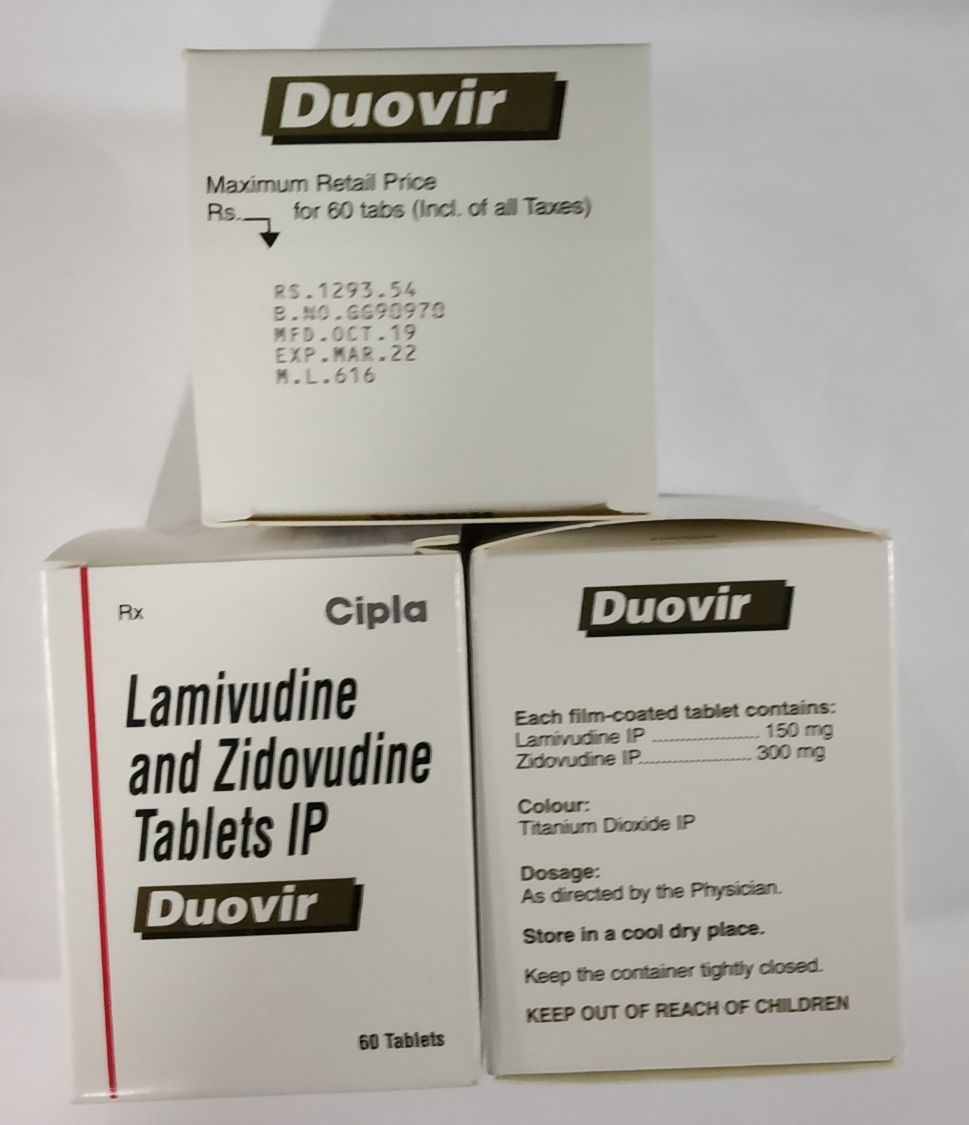 Duovir
Maximum Retail Price
Rs. for 60 tabs (Incl. of all Taxes)
RS.1293.54
B.NO.GG90970
MFD.OCT.19
EXP.MAR.22
M.L.616
Rx
Cipla
Lamivudine
and Zidovudine
Tablets IP
Duovir
60 Tablets
Duovir
Each film-coated tablet contains:
Lamivudine IP .................... 150 mg
Zidovudine IP..................... 300 mg
Colour:
Titanium Dioxide IP
Dosage:
As directed by the Physician.
Store in a cool dry place.
Keep the container tightly closed.
KEEP OUT OF REACH OF CHILDREN